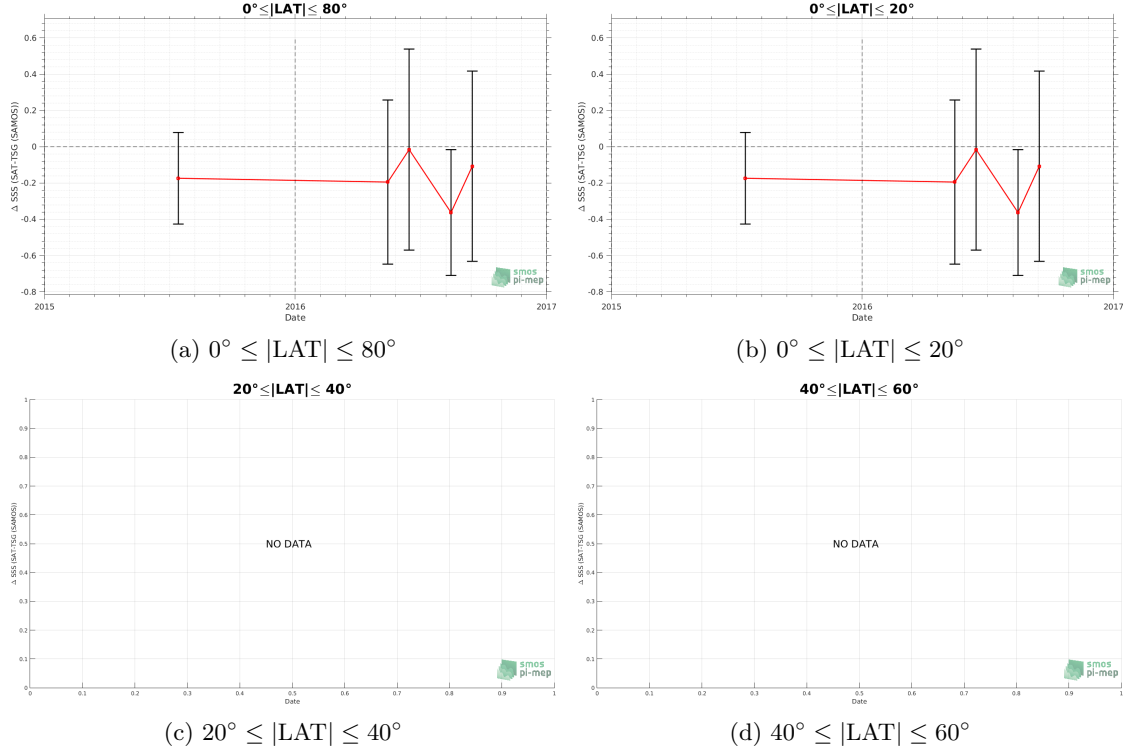 0°≤|LAT|≤ 80°
0.6
0.4
0.2
0
-0.2
-0.4
-0.6
-0.8
Δ SSS (SAT-TSG (SAMOS))
2015
2016
2017
Date
smos
pi-mep
(a) 0° ≤ |LAT| ≤ 80°
0°≤|LAT|≤ 20°
0.6
0.4
0.2
0
-0.2
-0.4
-0.6
-0.8
Δ SSS (SAT-TSG (SAMOS))
2015
2016
2017
Date
smos
pi-mep
(b) 0° ≤ |LAT| ≤ 20°
20°≤|LAT|≤ 40°
1
0.9
0.8
0.7
0.6
0.5
0.4
0.3
0.2
0.1
0
Δ SSS (SAT-TSG (SAMOS))
NO DATA
0 0.1 0.2 0.3 0.4 0.5 0.6 0.7 0.8 0.9 1
Date
smos
pi-mep
(c) 20° ≤ |LAT| ≤ 40°
40°≤|LAT|≤ 60°
1
0.9
0.8
0.7
0.6
0.5
0.4
0.3
0.2
0.1
0
Δ SSS (SAT-TSG (SAMOS))
NO DATA
0 0.1 0.2 0.3 0.4 0.5 0.6 0.7 0.8 0.9 1
Date
smos
pi-mep
(d) 40° ≤ |LAT| ≤ 60°